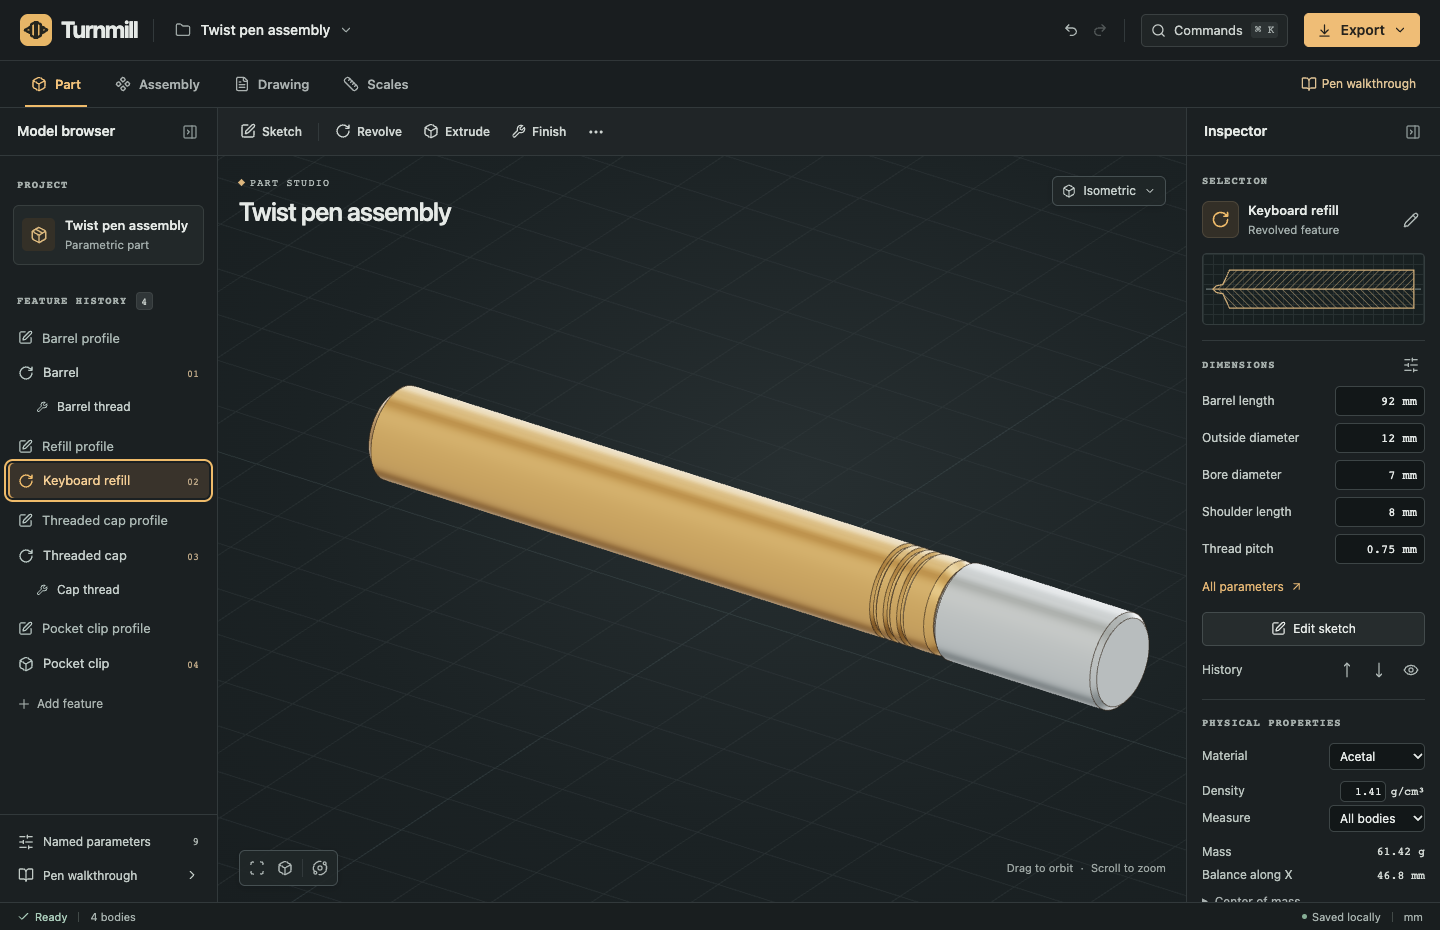 Turnmill
Twist pen assembly
Commands ⌘ K
Export
Part
Assembly
Drawing
Scales
Pen walkthrough
Model browser
Sketch
Revolve
Extrude
Finish
Inspector
PROJECT
Twist pen assembly
Parametric part
FEATURE HISTORY 4
Barrel profile
Barrel 01
Barrel thread
Refill profile
Keyboard refill 02
Threaded cap profile
Threaded cap 03
Cap thread
Pocket clip profile
Pocket clip 04
Add feature
Named parameters 9
Pen walkthrough
PART STUDIO
Twist pen assembly
Isometric
Drag to orbit · Scroll to zoom
SELECTION
Keyboard refill
Revolved feature
DIMENSIONS
Barrel length 92 mm
Outside diameter 12 mm
Bore diameter 7 mm
Shoulder length 8 mm
Thread pitch 0.75 mm
All parameters
Edit sketch
History
PHYSICAL PROPERTIES
Material Acetal
Density 1.41 g/cm³
Measure All bodies
Mass 61.42 g
Balance along X 46.8 mm
Center of mass
Ready
4 bodies
Saved locally
mm